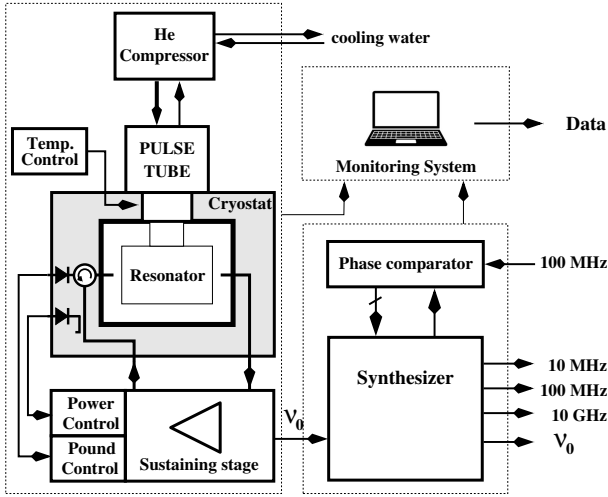 He
Compressor
cooling water
Temp.
Control
PULSE
TUBE
Data
Monitoring System
Cryostat
Resonator
Phase comparator
100 MHz
Synthesizer
10 MHz
100 MHz
10 GHz
ν0
Power
Control
Pound
Control
Sustaining stage
ν0